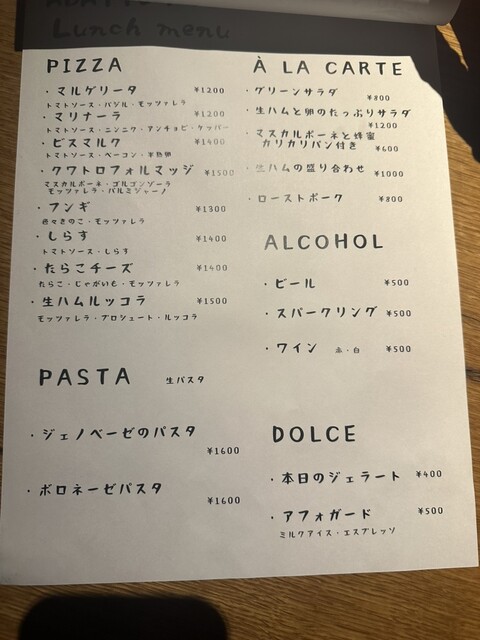 Lunch menu
PIZZA
・マルゲリータ ¥1200
トマトソース・バジル・モッツァレラ
・マリナーラ ¥1200
トマトソース・ニンニク・アンチョビ・ケッパー
・ビスマルク ¥1400
トマトソース・ベーコン・半熟卵
・クワトロフォルマッジ ¥1500
マスカルポーネ・ゴルゴンゾーラ
モッツァレラ・パルミジャーノ
・フンギ ¥1300
色々きのこ・モッツァレラ
・しらす ¥1400
トマトソース・しらす
・たらこチーズ ¥1400
たらこ・じゃがいも・モッツァレラ
・生ハムルッコラ ¥1500
モッツァレラ・プロシュート・ルッコラ
PASTA 生パスタ
・ジェノベーゼのパスタ
¥1600
・ボロネーゼパスタ
¥1600
À LA CARTE
・グリーンサラダ
¥800
・生ハムと卵のたっぷりサラダ
¥1200
・マスカルポーネと蜂蜜
カリカリパン付き ¥600
・生ハムの盛り合わせ ¥1000
・ローストポーク ¥800
ALCOHOL
・ビール ¥500
・スパークリング ¥500
・ワイン 赤・白 ¥500
DOLCE
・本日のジェラート ¥400
・アフォガード ¥500
ミルクアイス・エスプレッソ